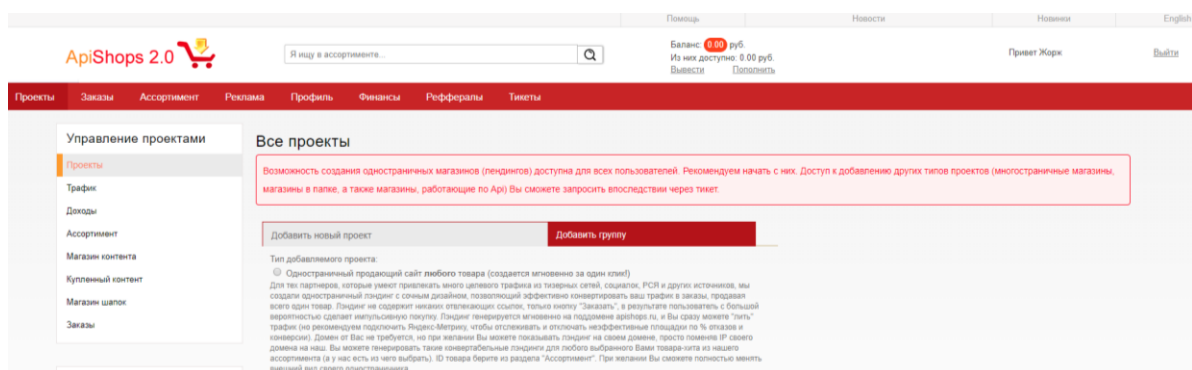 Помощь
Новости
Новинки
English
ApiShops 2.0
Я ищу в ассортименте...
Баланс: 0.00 руб.
Из них доступно: 0.00 руб.
Вывести Пополнить
Привет Жорж
Выйти
Проекты Заказы Ассортимент Реклама Профиль Финансы Реффералы Тикеты
Управление проектами
Проекты
Трафик
Доходы
Ассортимент
Магазин контента
Купленный контент
Магазин шапок
Заказы
Все проекты
Возможность создания одностраничных магазинов (лендингов) доступна для всех пользователей. Рекомендуем начать с них. Доступ к добавлению других типов проектов (многостраничные магазины,
магазины в папке, а также магазины, работающие по Api) Вы сможете запросить впоследствии через тикет.
Добавить новый проект
Добавить группу
Тип добавляемого проекта:
Одностраничный продающий сайт любого товара (создается мгновенно за один клик!)
Для тех партнеров, которые умеют привлекать много целевого трафика из тизерных сетей, социалок, РСЯ и других источников, мы
создали одностраничный лэндинг с сочным дизайном, позволяющий эффективно конвертировать ваш трафик в заказы, продавая
всего один товар. Лэндинг не содержит никаких отвлекающих ссылок, только кнопку "Заказать", в результате пользователь с большой
вероятностью сделает импульсивную покупку. Лэндинг генерируется мгновенно на поддомене apishops.ru, и Вы сразу можете "лить"
трафик (но рекомендуем подключить Яндекс-Метрику, чтобы отслеживать и отключать неэффективные площадки по % отказов и
конверсии). Домен от Вас не требуется, но при желании Вы можете показывать лэндинг на своем домене, просто поменяв IP своего
домена на наш. Вы можете генерировать такие конвертабельные лэндинги для любого выбранного Вами товара-хита из нашего
ассортимента (а у нас есть из чего выбрать). ID товара берите из раздела "Ассортимент". При желании Вы сможете полностью менять
внешний вид своего одностраничника.